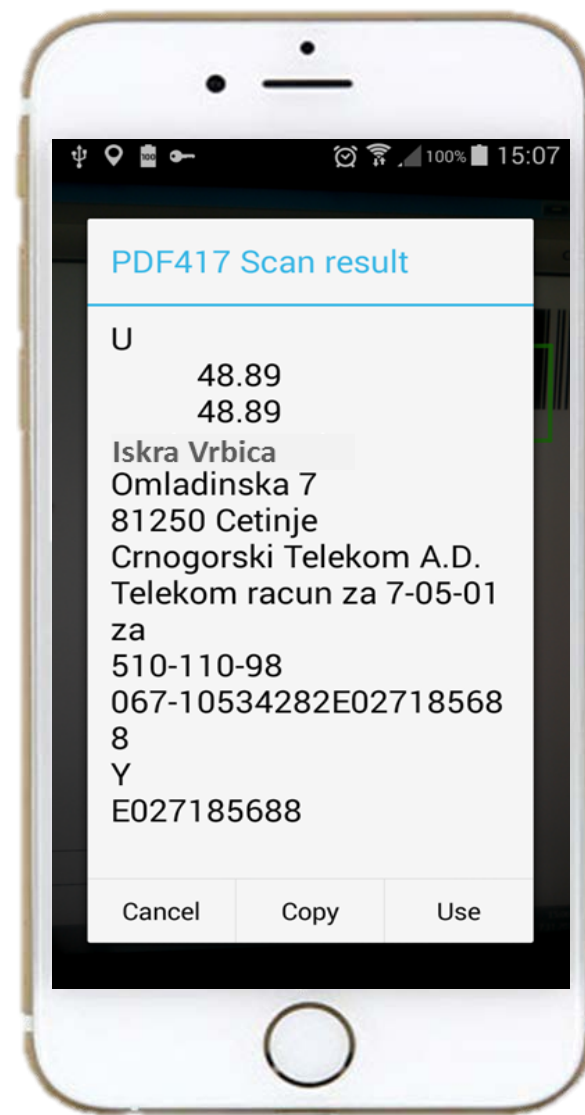 100 100% 15:07
PDF417 Scan result
U
48.89
48.89
Iskra Vrbica
Omladinska 7
81250 Cetinje
Crnogorski Telekom A.D.
Telekom racun za 7-05-01
za
510-110-98
067-10534282E02718568
8
Y
E027185688
Cancel Copy Use